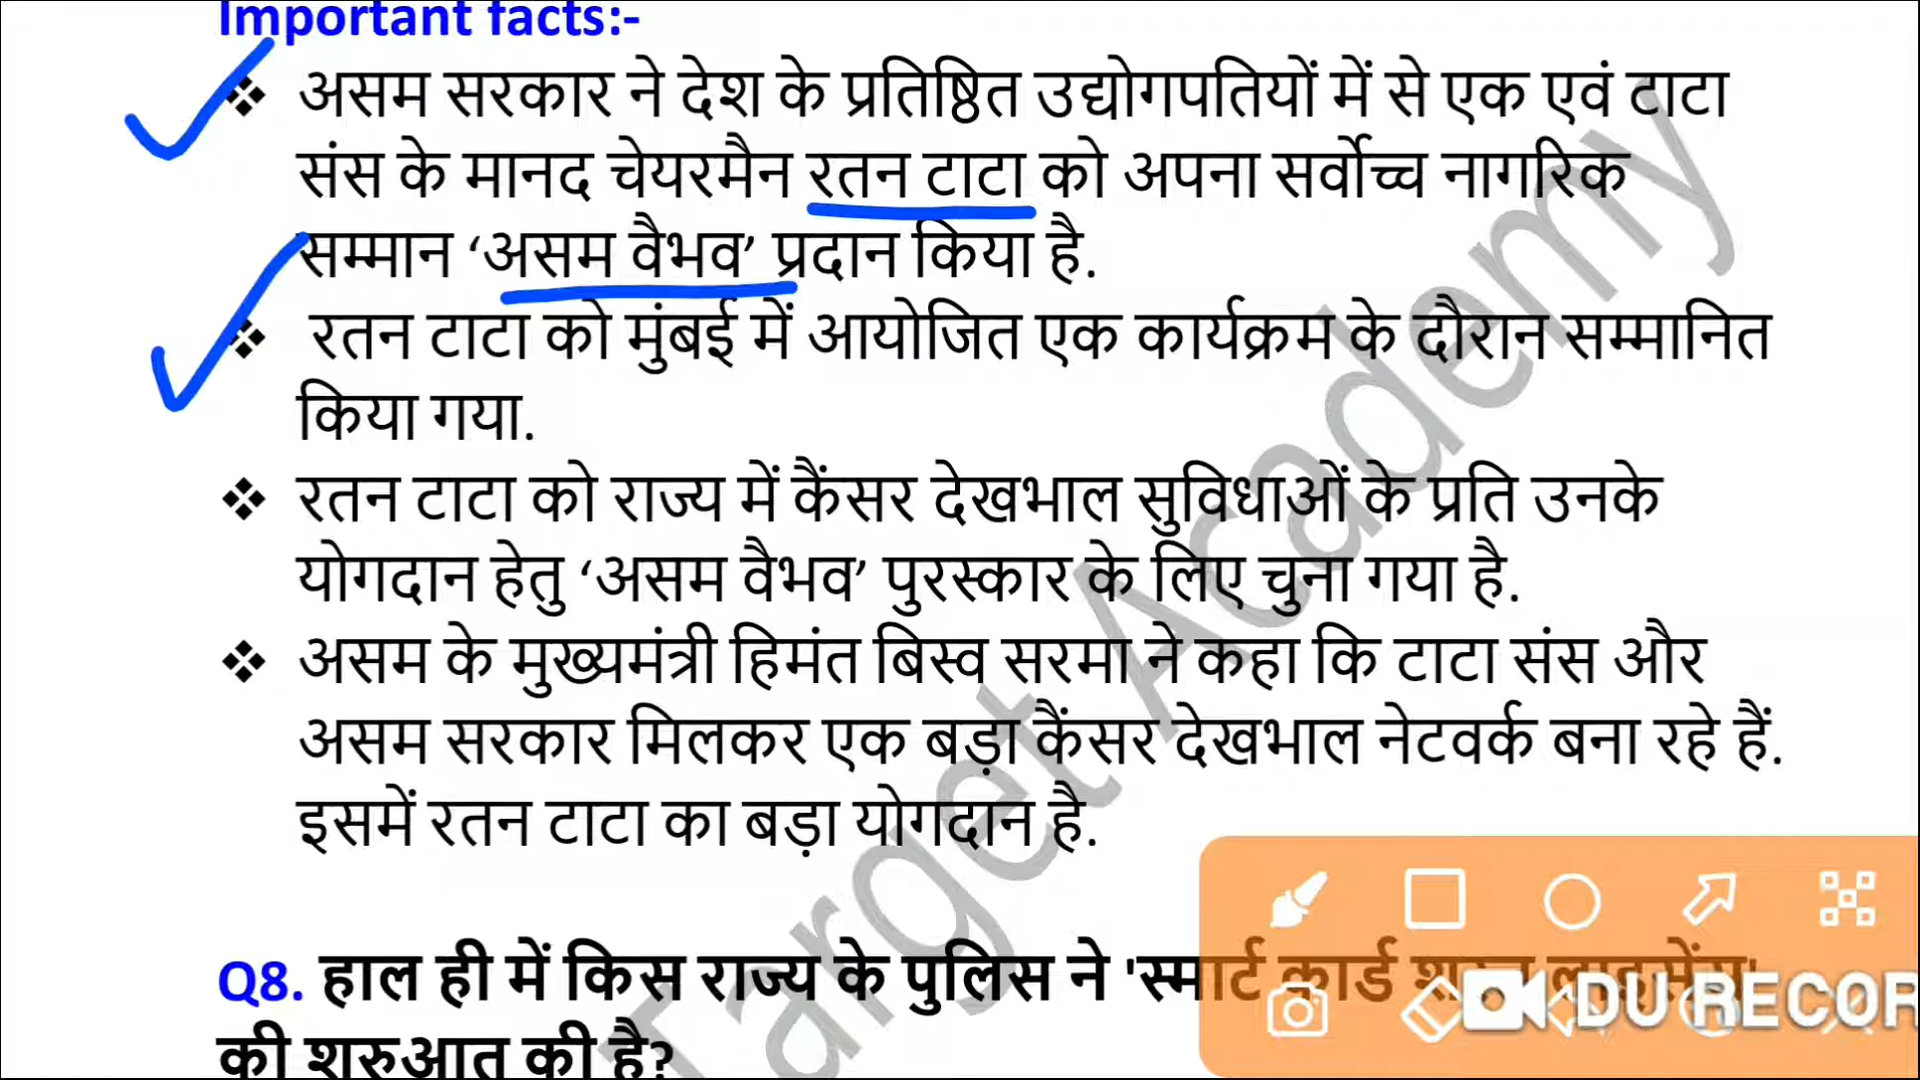 Important facts:-
❖ असम सरकार ने देश के प्रतिष्ठित उद्योगपतियों में से एक एवं टाटा
संस के मानद चेयरमैन रतन टाटा को अपना सर्वोच्च नागरिक
सम्मान ‘असम वैभव’ प्रदान किया है.
❖ रतन टाटा को मुंबई में आयोजित एक कार्यक्रम के दौरान सम्मानित
किया गया.
❖ रतन टाटा को राज्य में कैंसर देखभाल सुविधाओं के प्रति उनके
योगदान हेतु ‘असम वैभव’ पुरस्कार के लिए चुना गया है.
❖ असम के मुख्यमंत्री हिमंत बिस्व सरमा ने कहा कि टाटा संस और
असम सरकार मिलकर एक बड़ा कैंसर देखभाल नेटवर्क बना रहे हैं.
इसमें रतन टाटा का बड़ा योगदान है.
Q8. हाल ही में किस राज्य के पुलिस ने 'स्मार्ट कार्ड
की शुरुआत की है?
Target Academy
DU RECOR